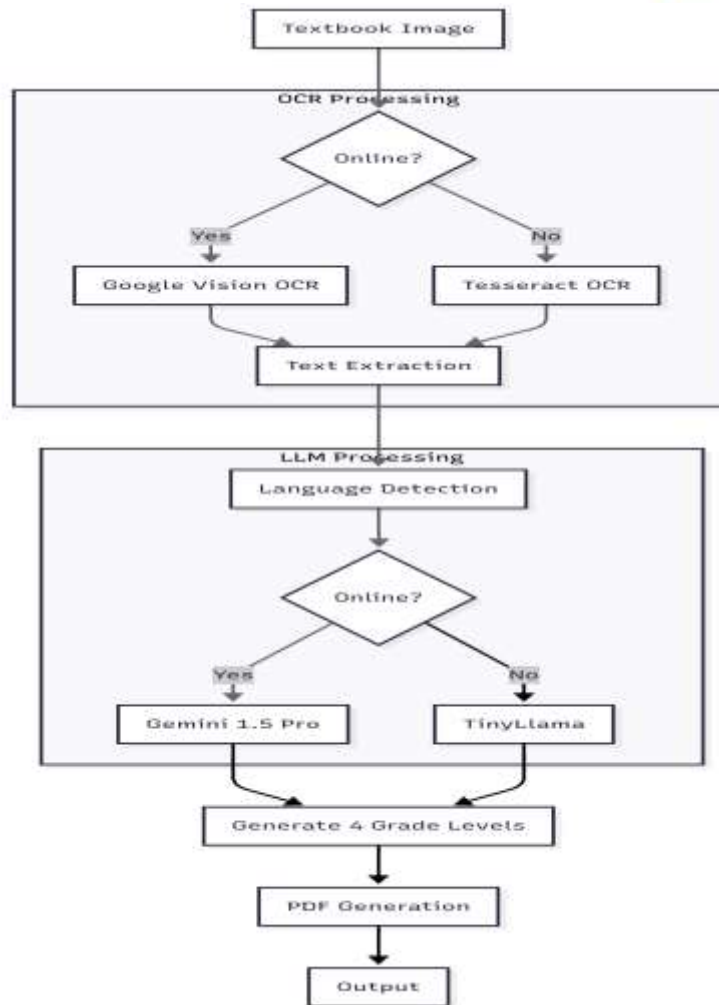 Textbook Image
OCR Processing
Online?
Yes
No
Google Vision OCR
Tesseract OCR
Text Extraction
LLM Processing
Language Detection
Online?
Yes
No
Gemini 1.5 Pro
TinyLlama
Generate 4 Grade Levels
PDF Generation
Output